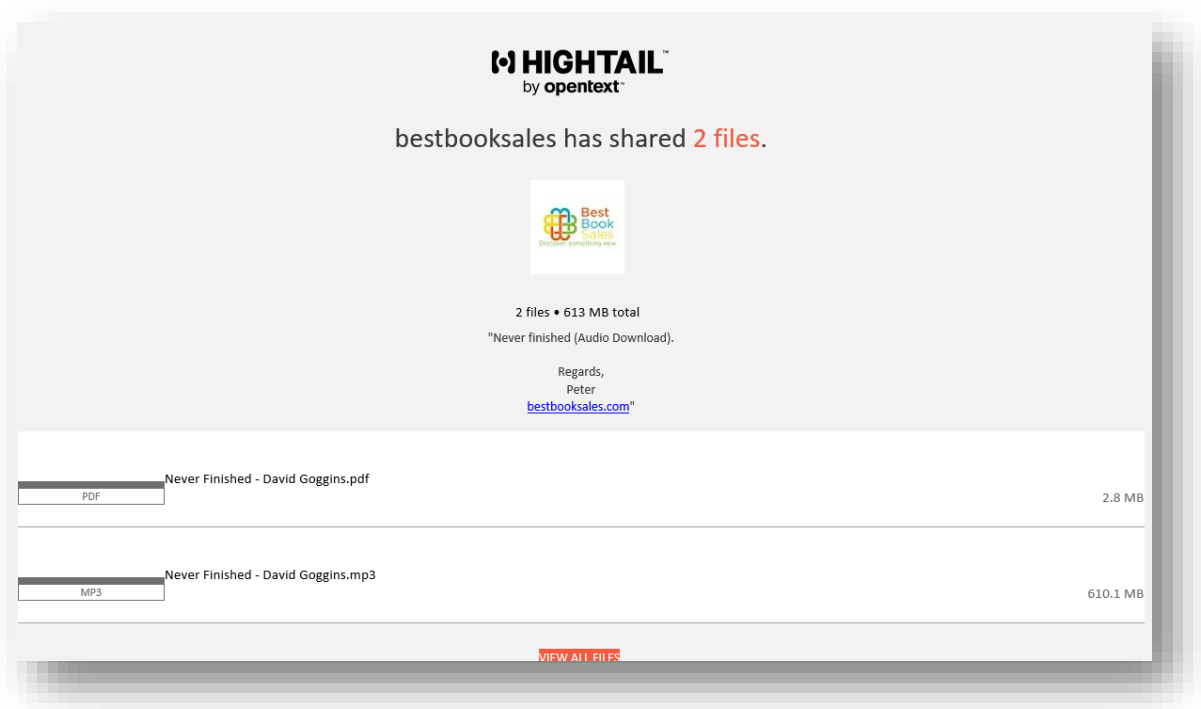 HIGHTAIL™
by opentext™
bestbooksales has shared 2 files.
Best
Book
Sales
Discover something new
2 files • 613 MB total
"Never finished (Audio Download).
Regards,
Peter
bestbooksales.com"
Never Finished - David Goggins.pdf
PDF
2.8 MB
Never Finished - David Goggins.mp3
MP3
610.1 MB
VIEW ALL FILES